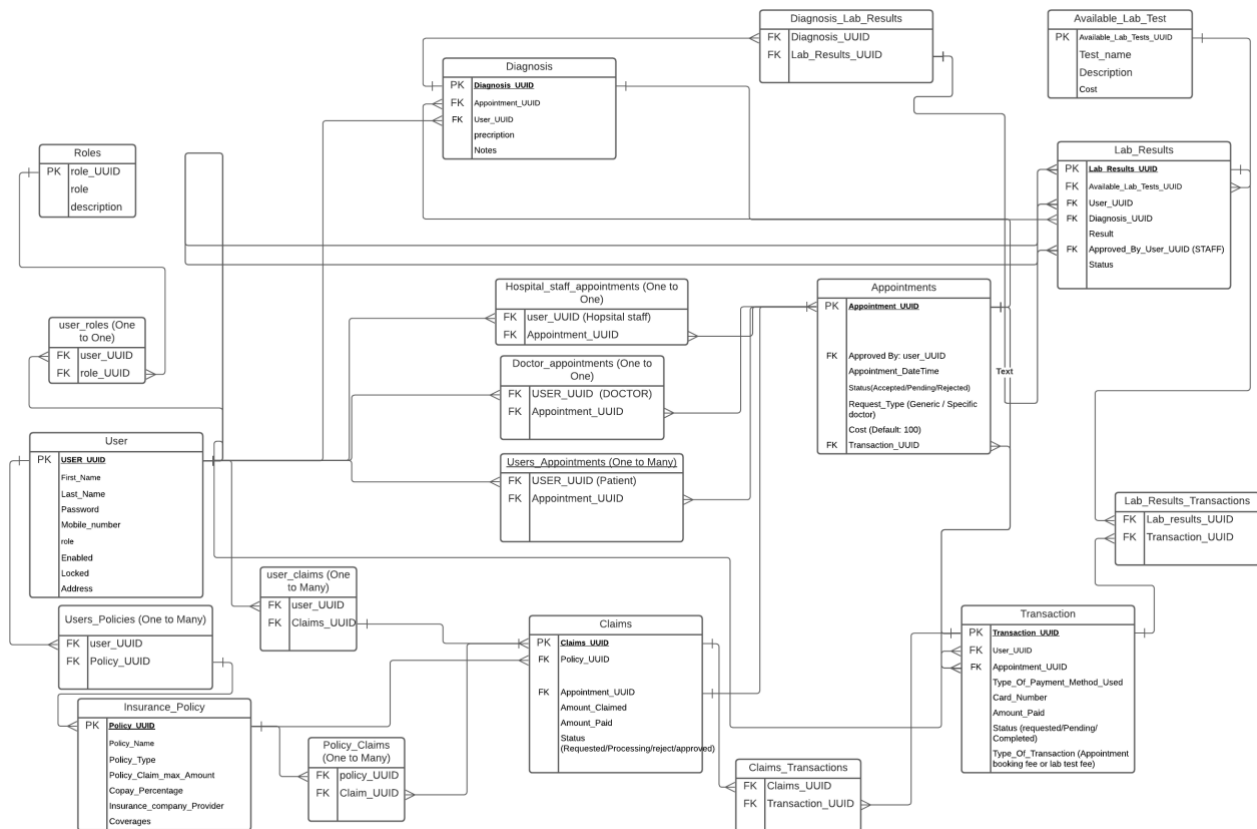 Diagnosis_Lab_Results
FK Diagnosis_UUID
FK Lab_Results_UUID
Available_Lab_Test
PK Available_Lab_Tests_UUID
Test_name
Description
Cost
Diagnosis
PK Diagnosis_UUID
FK Appointment_UUID
FK User_UUID
precription
Notes
Roles
PK role_UUID
role
description
Lab_Results
PK Lab_Results_UUID
FK Available_Lab_Tests_UUID
FK User_UUID
FK Diagnosis_UUID
Result
FK Approved_By_User_UUID (STAFF)
Status
Hospital_staff_appointments (One to
One)
FK user_UUID (Hopsital staff)
FK Appointment_UUID
Appointments
PK Appointment_UUID
FK Approved By: user_UUID
Appointment_DateTime
Status(Accepted/Pending/Rejected)
Request_Type (Generic / Specific
doctor)
Cost (Default: 100)
FK Transaction_UUID
Text
user_roles (One
to One)
FK user_UUID
FK role_UUID
Doctor_appointments (One to
One)
FK USER_UUID (DOCTOR)
FK Appointment_UUID
User
PK USER_UUID
First_Name
Last_Name
Password
Mobile_number
role
Enabled
Locked
Address
Users_Appointments (One to Many)
FK USER_UUID (Patient)
FK Appointment_UUID
Lab_Results_Transactions
FK Lab_results_UUID
FK Transaction_UUID
user_claims (One
to Many)
FK user_UUID
FK Claims_UUID
Users_Policies (One to Many)
FK user_UUID
FK Policy_UUID
Claims
PK Claims_UUID
FK Policy_UUID
FK Appointment_UUID
Amount_Claimed
Amount_Paid
Status
(Requested/Processing/reject/approved)
Transaction
PK Transaction_UUID
FK User_UUID
FK Appointment_UUID
Type_Of_Payment_Method_Used
Card_Number
Amount_Paid
Status (requested/Pending/
Completed)
Type_Of_Transaction (Appointment
booking fee or lab test fee)
Insurance_Policy
PK Policy_UUID
Policy_Name
Policy_Type
Policy_Claim_max_Amount
Copay_Percentage
Insurance_company_Provider
Coverages
Policy_Claims
(One to Many)
FK policy_UUID
FK Claim_UUID
Claims_Transactions
FK Claims_UUID
FK Transaction_UUID